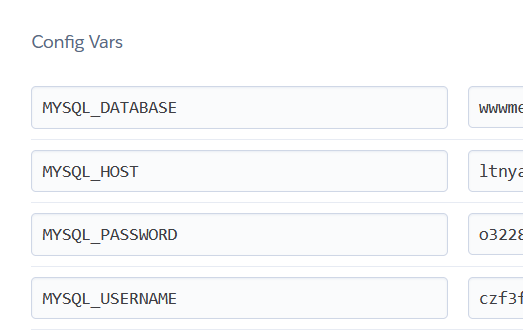 Config Vars
MYSQL_DATABASE wwwme
MYSQL_HOST ltnya
MYSQL_PASSWORD o3228
MYSQL_USERNAME czf3f